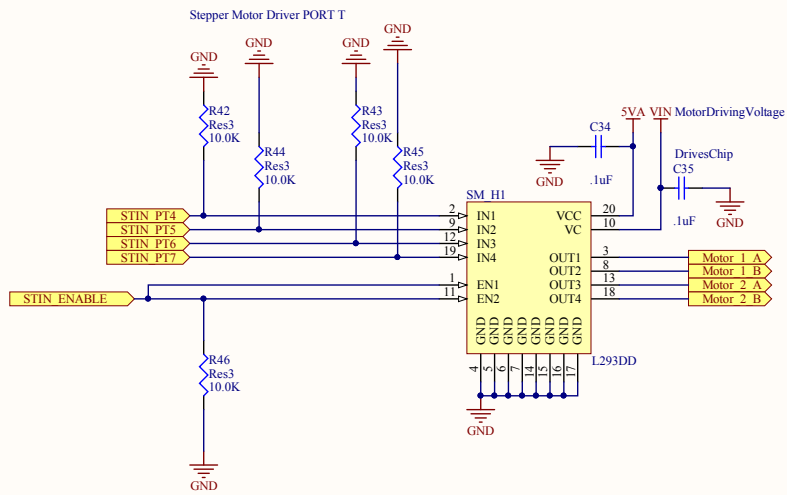 Stepper Motor Driver PORT T
GND
GND
GND
GND
R42
Res3
10.0K
R44
Res3
10.0K
R43
Res3
10.0K
R45
Res3
10.0K
5VA VIN MotorDrivingVoltage
C34
.1uF
GND
DrivesChip
C35
.1uF
GND
SM_H1
STIN_PT4
STIN_PT5
STIN_PT6
STIN_PT7
STIN_ENABLE
2 IN1
9 IN2
12 IN3
19 IN4
1 EN1
11 EN2
VCC 20
VC 10
OUT1 3
OUT2 8
OUT3 13
OUT4 18
Motor_1_A
Motor_1_B
Motor_2_A
Motor_2_B
GND GND GND GND GND GND GND GND
4 5 6 7 14 15 16 17
L293DD
GND
R46
Res3
10.0K
GND